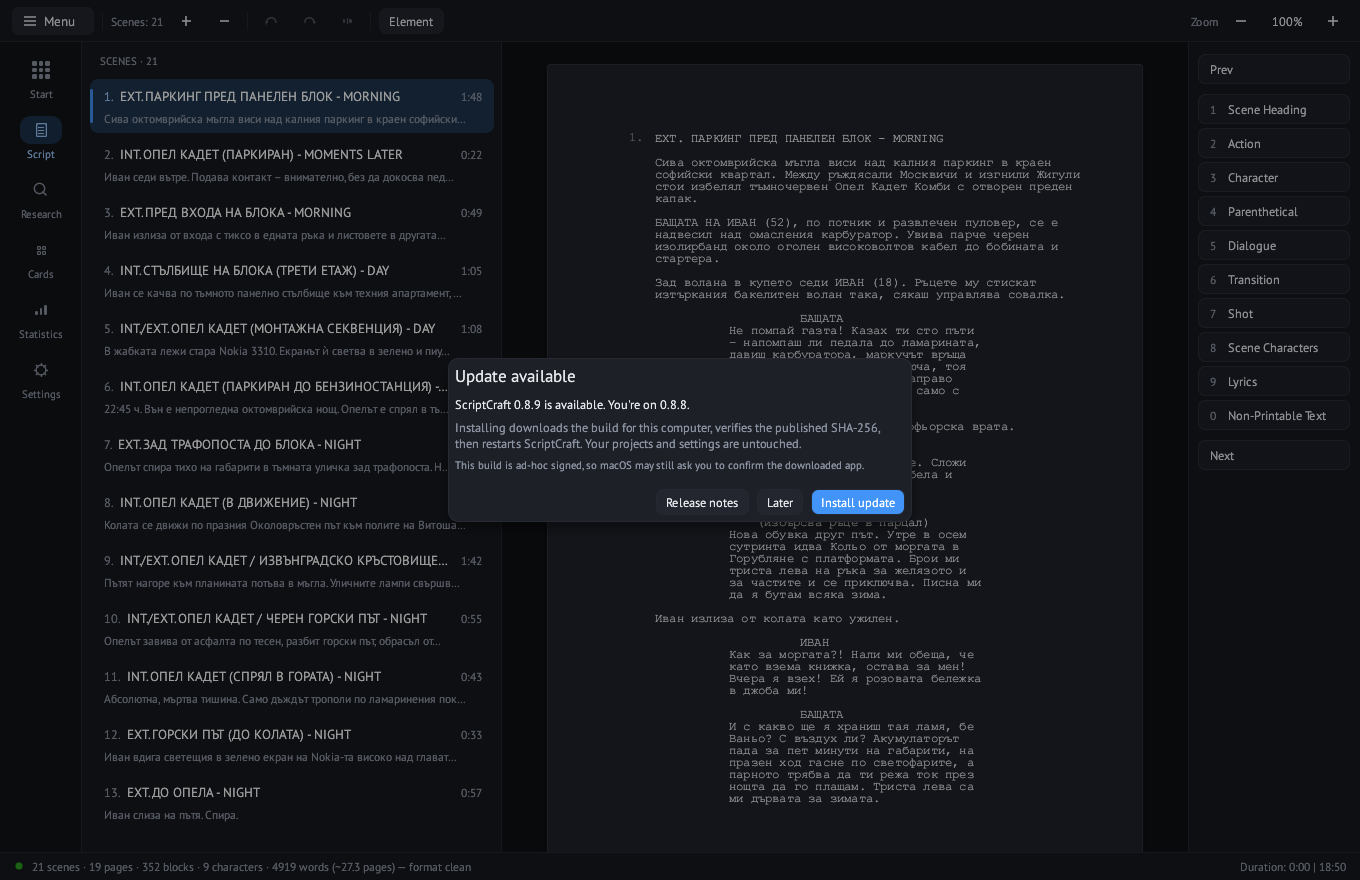 Menu
Scenes: 21
Element
Zoom
100%
Start
Script
Research
Cards
Statistics
Settings
SCENES · 21
1. EXT. ПАРКИНГ ПРЕД ПАНЕЛЕН БЛОК - MORNING 1:48
Сива октомврийска мъгла виси над калния паркинг в краен софийски...
2. INT. ОПЕЛ КАДЕТ (ПАРКИРАН) - MOMENTS LATER 0:22
Иван седи вътре. Подава контакт – внимателно, без да докосва пед...
3. EXT. ПРЕД ВХОДА НА БЛОКА - MORNING 0:49
Иван излиза от входа с тиксо в едната ръка и листовете в другата...
4. INT. СТЪЛБИЩЕ НА БЛОКА (ТРЕТИ ЕТАЖ) - DAY 1:05
Иван се качва по тъмното панелно стълбище към техния апартамент, ...
5. INT./EXT. ОПЕЛ КАДЕТ (МОНТАЖНА СЕКВЕНЦИЯ) - DAY 1:08
В жабката лежи стара Nokia 3310. Екранът ѝ светва в зелено и пиу...
6. INT. ОПЕЛ КАДЕТ (ПАРКИРАН ДО БЕНЗИНОСТАНЦИЯ) -...
22:45 ч. Вън е непрогледна октомврийска нощ. Опелът е спрял в тъ...
7. EXT. ЗАД ТРАФОПОСТА ДО БЛОКА - NIGHT
Опелът спира тихо на габарити в тъмната уличка зад трафопоста. Н...
8. INT. ОПЕЛ КАДЕТ (В ДВИЖЕНИЕ) - NIGHT
Колата се движи по празния Околовръстен път към полите на Витоша...
9. INT./EXT. ОПЕЛ КАДЕТ / ИЗВЪНГРАДСКО КРЪСТОВИЩЕ... 1:42
Пътят нагоре към планината потъва в мъгла. Уличните лампи свършв...
10. INT./EXT. ОПЕЛ КАДЕТ / ЧЕРЕН ГОРСКИ ПЪТ - NIGHT 0:55
Опелът завива от асфалта по тесен, разбит горски път, обрасъл от...
11. INT. ОПЕЛ КАДЕТ (СПРЯЛ В ГОРАТА) - NIGHT 0:43
Абсолютна, мъртва тишина. Само дъждът трополи по ламаринения пок...
12. EXT. ГОРСКИ ПЪТ (ДО КОЛАТА) - NIGHT 0:33
Иван вдига светещия в зелено екран на Nokia-та високо над глават...
13. EXT. ДО ОПЕЛА - NIGHT 0:57
Иван слиза на пътя. Спира.
1. EXT. ПАРКИНГ ПРЕД ПАНЕЛЕН БЛОК - MORNING
Сива октомврийска мъгла виси над калния паркинг в краен
софийски квартал. Между ръждясали Москвичи и изгнили Жигули
стои избелял тъмночервен Опел Кадет Комби с отворен преден
капак.
БАЩАТА НА ИВАН (52), по потник и развлечен пуловер, се е
надвесил над омасления карбуратор. Увива парче черен
изолирбанд около оголен високоволтов кабел до бобината и
стартера.
Зад волана в купето седи ИВАН (18). Ръцете му стискат
изтъркания бакелитен волан така, сякаш управлява совалка.
БАЩАТА
Не помпай газта! Казах ти сто пъти
– напомпаш ли педала до ламарината,
давиш карбуратора, маркучът връща
тоя
само с
врата.
Сложи
Update available
ScriptCraft 0.8.9 is available. You're on 0.8.8.
Installing downloads the build for this computer, verifies the published SHA-256,
then restarts ScriptCraft. Your projects and settings are untouched.
This build is ad-hoc signed, so macOS may still ask you to confirm the downloaded app.
Release notes
Later
Install update
(избърсва ръце в парцал)
Нова обувка друг път. Утре в осем
сутринта идва Кольо от моргата в
Горубляне с платформата. Брои ми
триста лева на ръка за желязото и
за частите и се приключва. Писна ми
да я бутам всяка зима.
Иван излиза от колата като ужилен.
ИВАН
Как за моргата?! Нали ми обеща, че
като взема книжка, остава за мен!
Вчера я взех! Ей я розовата бележка
в джоба ми!
БАЩАТА
И с какво ще я храниш тая ламя, бе
Ваньо? С въздух ли? Акумулаторът
пада за пет минути на габарити, на
празен ход гасне по светофарите, а
парното трябва да ти режа ток през
нощта да го плащам. Триста лева са
ми дървата за зимата.
Prev
1 Scene Heading
2 Action
3 Character
4 Parenthetical
5 Dialogue
6 Transition
7 Shot
8 Scene Characters
9 Lyrics
0 Non-Printable Text
Next
21 scenes · 19 pages · 352 blocks · 9 characters · 4919 words (~27.3 pages) — format clean
Duration: 0:00 | 18:50